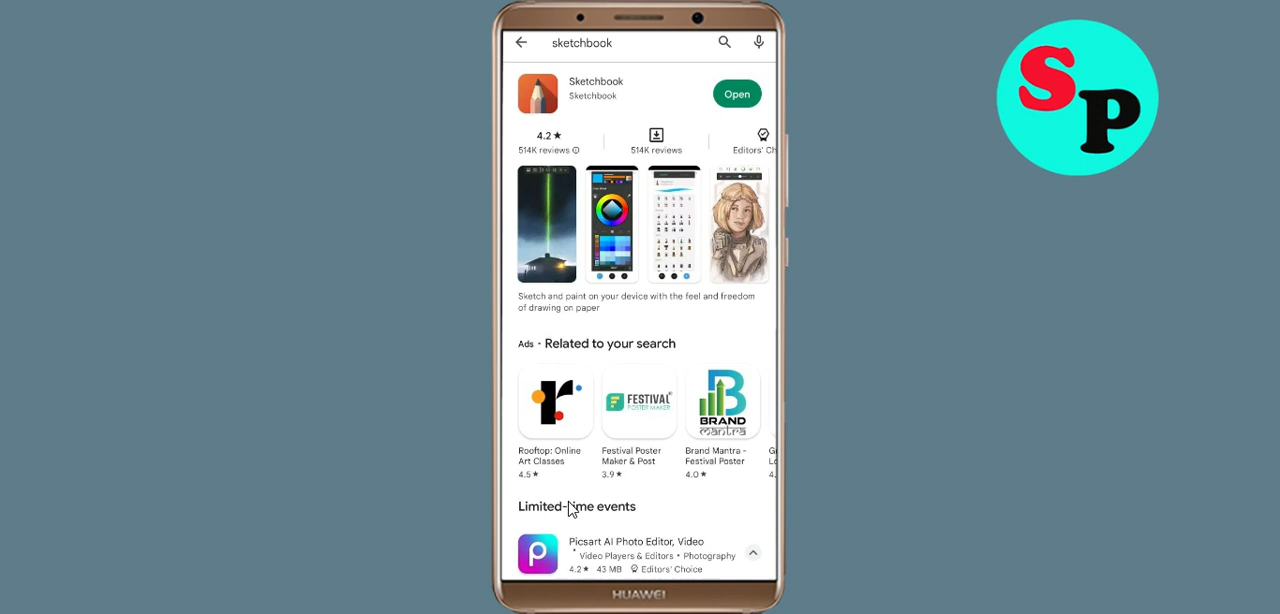 sketchbook
SP
Sketchbook
Sketchbook
Open
4.2★
514K reviews
514K reviews
Editors' Ch
Sketch and paint on your device with the feel and freedom
of drawing on paper
Ads • Related to your search
FESTIVAL
POSTER MAKER
BRAND
mantra
Rooftop: Online
Art Classes
4.5★
Festival Poster
Maker & Post
3.9★
Brand Mantra -
Festival Poster
4.0★
G
Lo
4.
Limited-time events
Picsart AI Photo Editor, Video
Video Players & Editors • Photography
4.2★ 43 MB Editors' Choice
HUAWEI